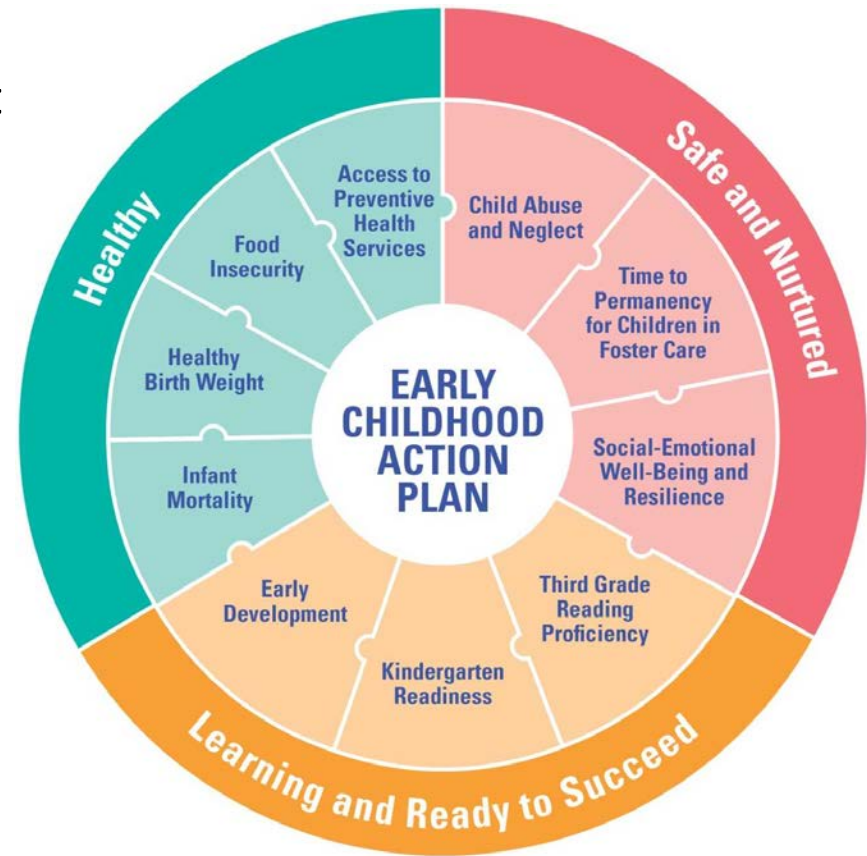 Healthy
Safe and Nurtured
Learning and Ready to Succeed
EARLY
CHILDHOOD
ACTION
PLAN
Access to
Preventive
Health
Services
Child Abuse
and Neglect
Time to
Permanency
for Children in
Foster Care
Social-Emotional
Well-Being and
Resilience
Third Grade
Reading
Proficiency
Kindergarten
Readiness
Early
Development
Infant
Mortality
Healthy
Birth Weight
Food
Insecurity